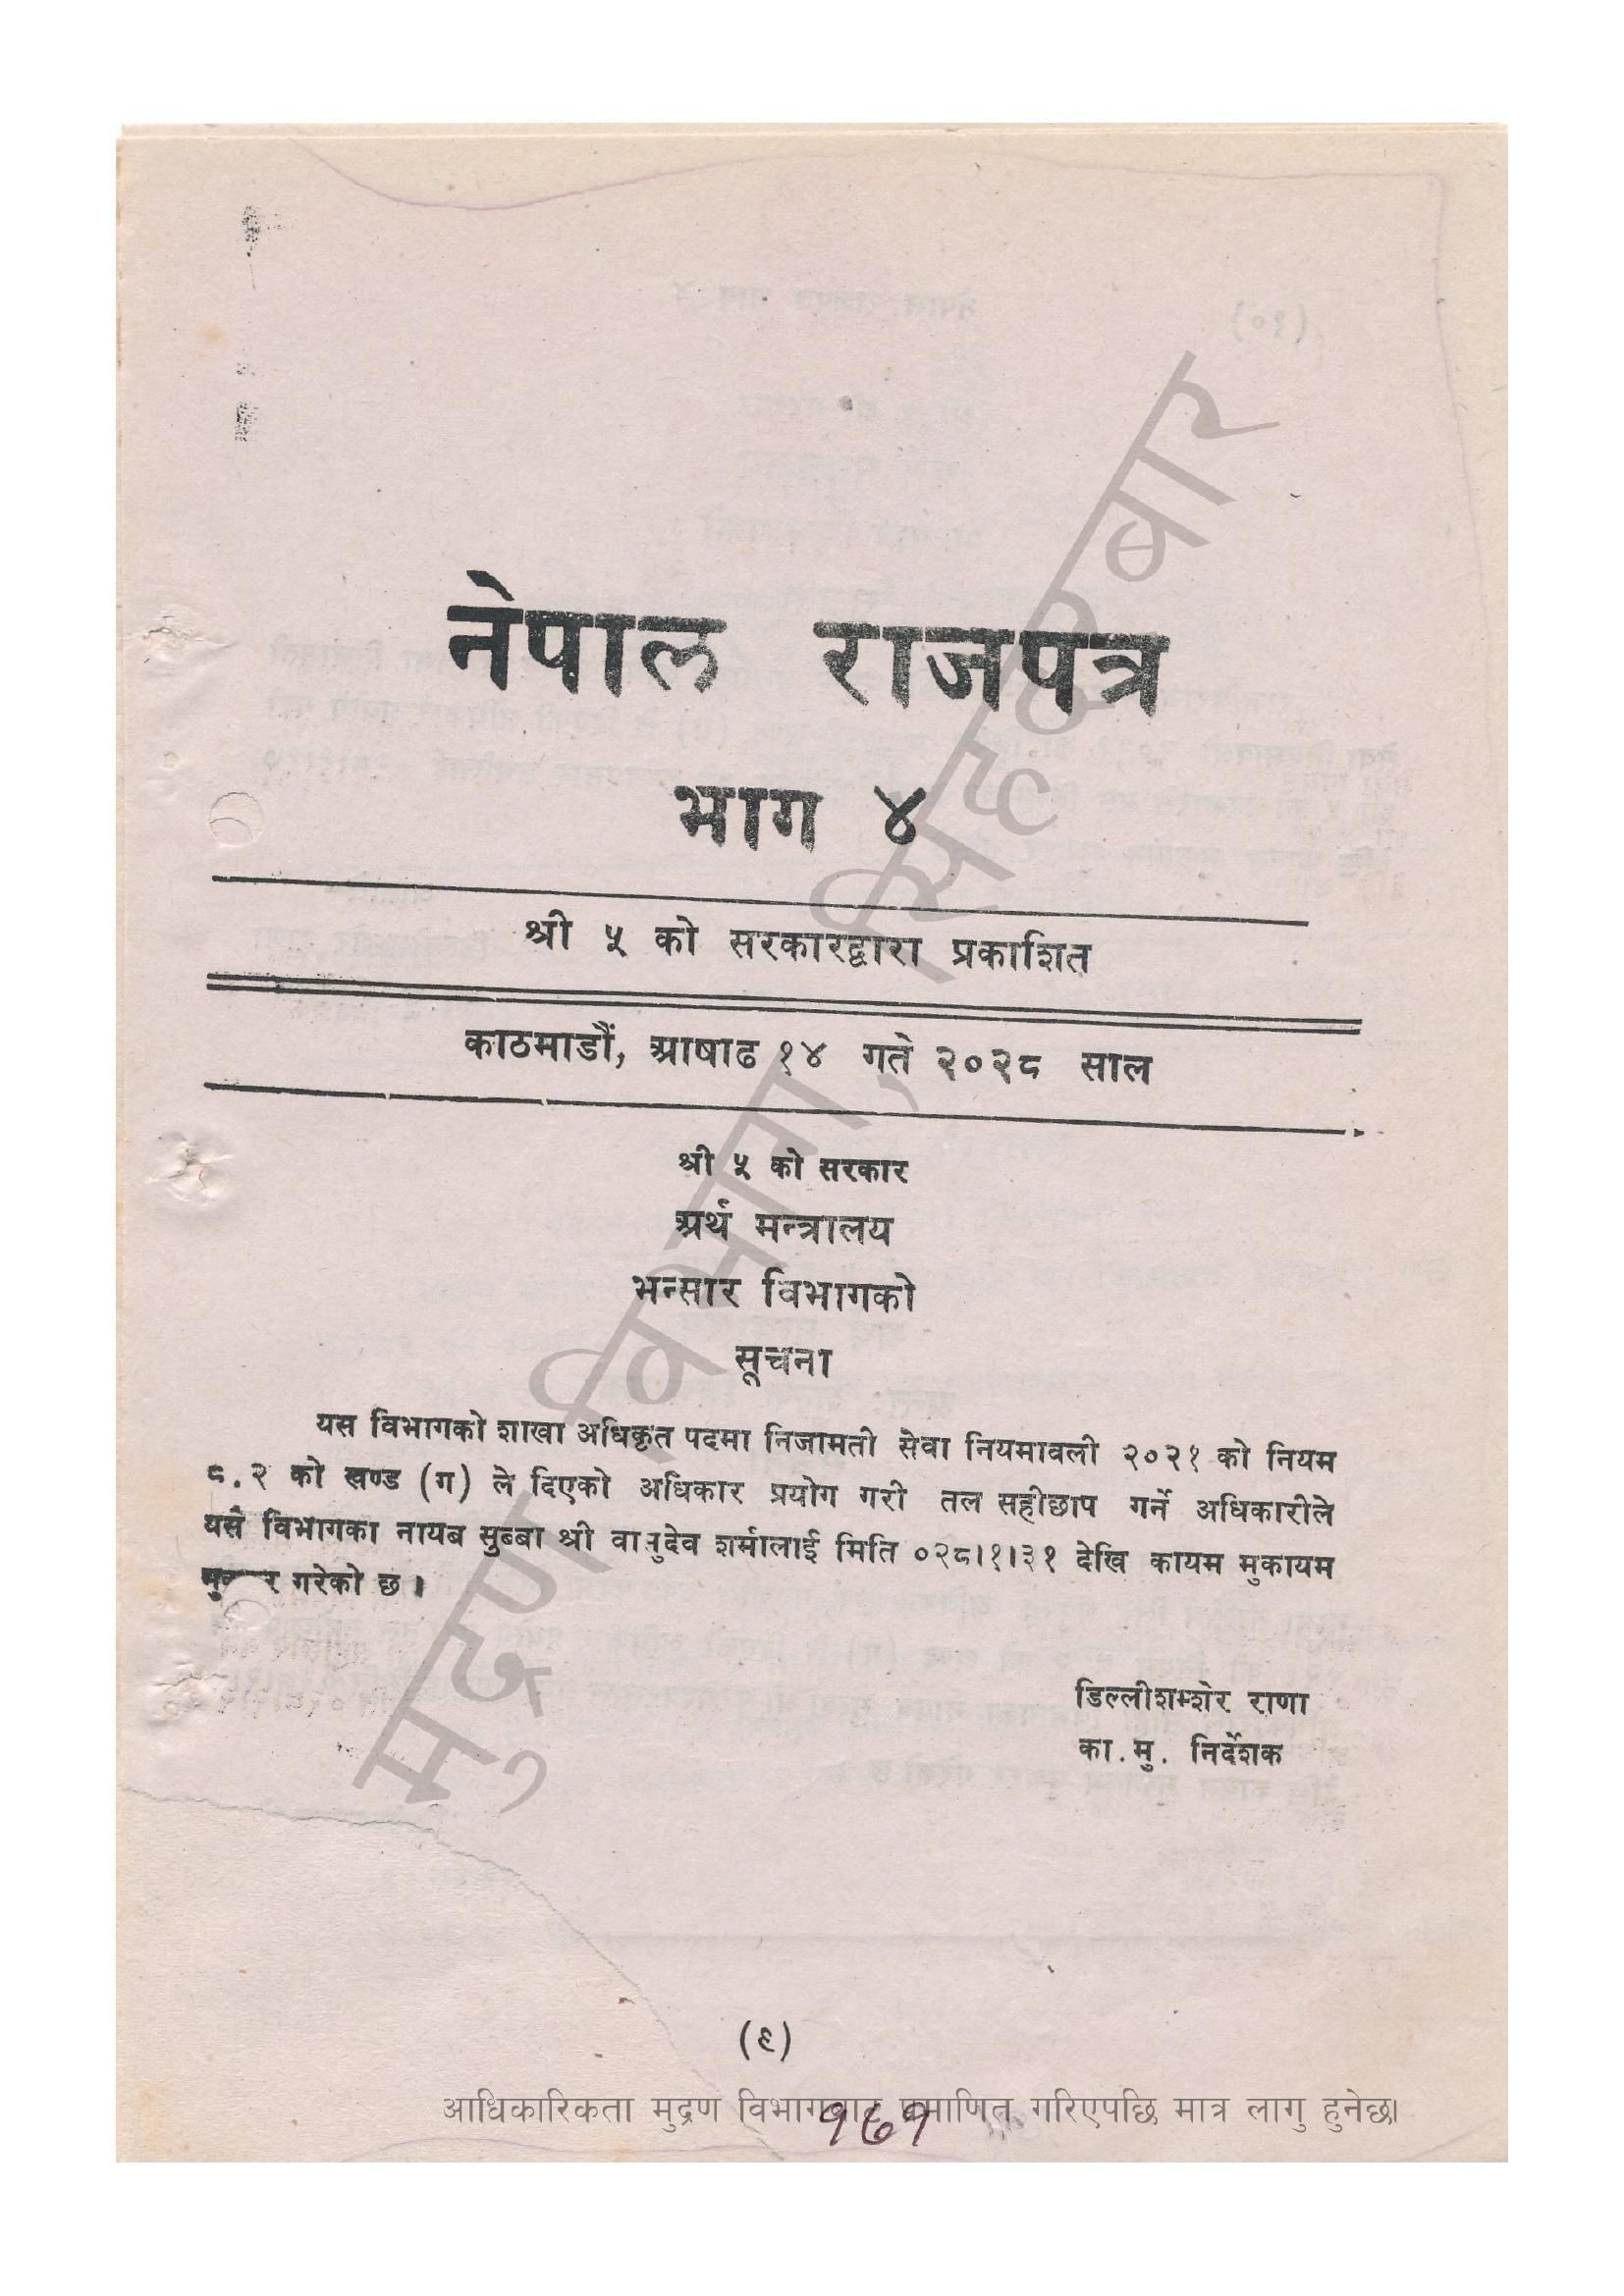 नेपाल राजपत्र
भाग ४
श्री ५ को सरकारद्वारा प्रकाशित
काठमाडौं, आषाढ १४ गते २०२८ साल
श्री ५ को सरकार
अर्थ मन्त्रालय
भन्सार विभागको
सूचना
यस विभागको शाखा अधिकृत पदमा निजामती सेवा नियमावली २०२१ को नियम
८.२ को खण्ड (ग) ले दिएको अधिकार प्रयोग गरी तल सहीछाप गर्ने अधिकारीले
यसै विभागका नायब सुब्बा श्री शर्मालाई मिति ०२८।१।३१ देखि कायम मुकायम
गरेको छ ।
डिल्लीशम्शेर राणा
का.मु. निर्देशक
(९)
आधिकारिकता मुद्रण विभागबाट प्रमाणित गरिएपछि मात्र लागु हुनेछ।
१६१
मुद्रण विभाग, सिंहदरबार